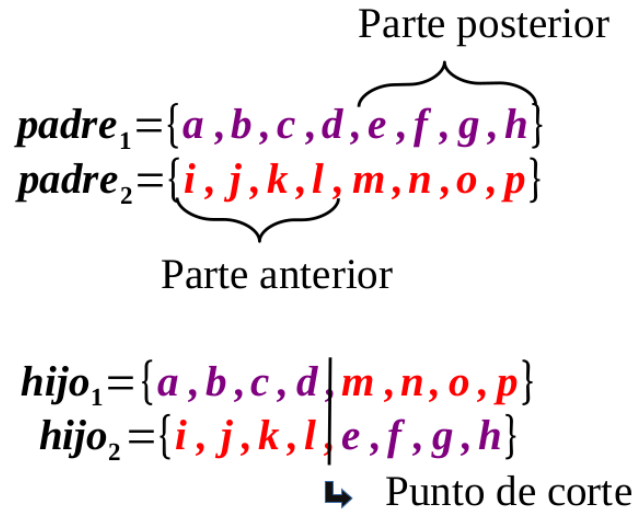 Parte posterior
padre₁={a,b,c,d,e,f,g,h}
padre₂={i,j,k,l,m,n,o,p}
Parte anterior
hijo₁={a,b,c,d,m,n,o,p}
hijo₂={i,j,k,l,e,f,g,h}
Punto de corte